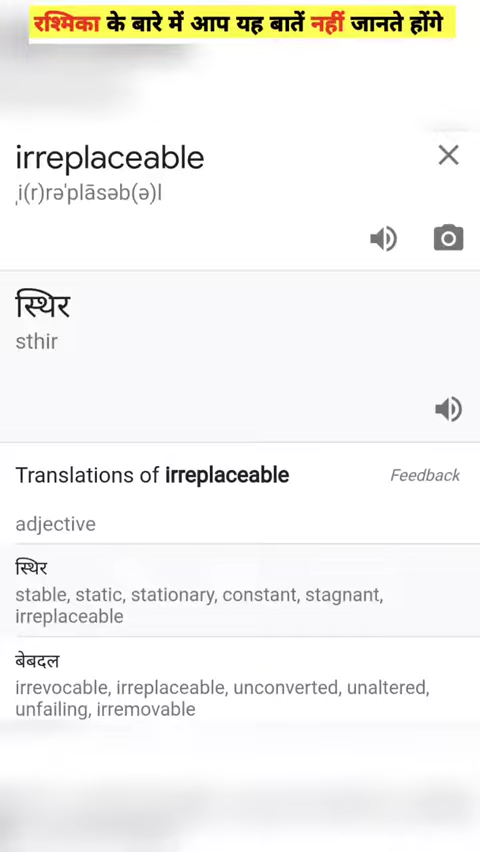 रश्मिका के बारे में आप यह बातें नहीं जानते होंगे
irreplaceable
ˌi(r)rəˈplāsəb(ə)l
स्थिर
sthir
Translations of irreplaceable
Feedback
adjective
स्थिर
stable, static, stationary, constant, stagnant,
irreplaceable
बेबदल
irrevocable, irreplaceable, unconverted, unaltered,
unfailing, irremovable